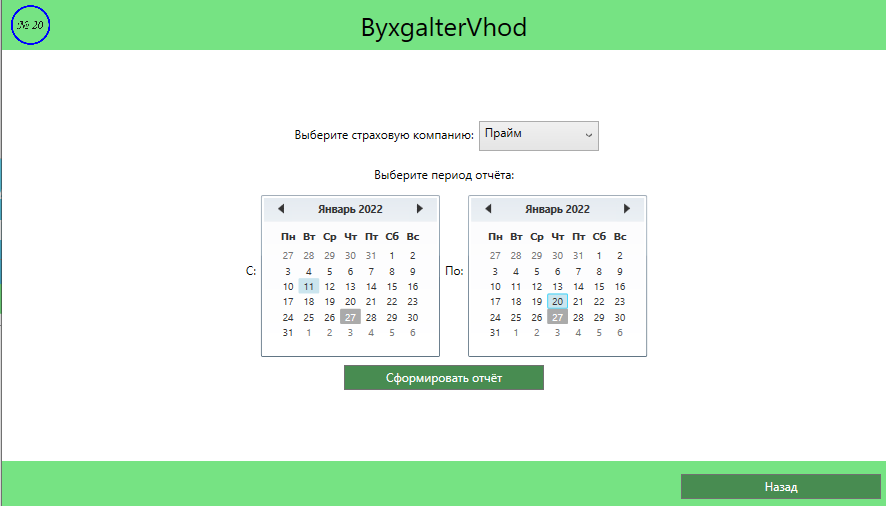 № 20
ByxgalterVhod
Выберите страховую компанию: Прайм
Выберите период отчёта:
Январь 2022
Пн Вт Ср Чт Пт Сб Вс
27 28 29 30 31 1 2
3 4 5 6 7 8 9
10 11 12 13 14 15 16
17 18 19 20 21 22 23
24 25 26 27 28 29 30
31 1 2 3 4 5 6
С:
По:
Январь 2022
Пн Вт Ср Чт Пт Сб Вс
27 28 29 30 31 1 2
3 4 5 6 7 8 9
10 11 12 13 14 15 16
17 18 19 20 21 22 23
24 25 26 27 28 29 30
31 1 2 3 4 5 6
Сформировать отчёт
Назад